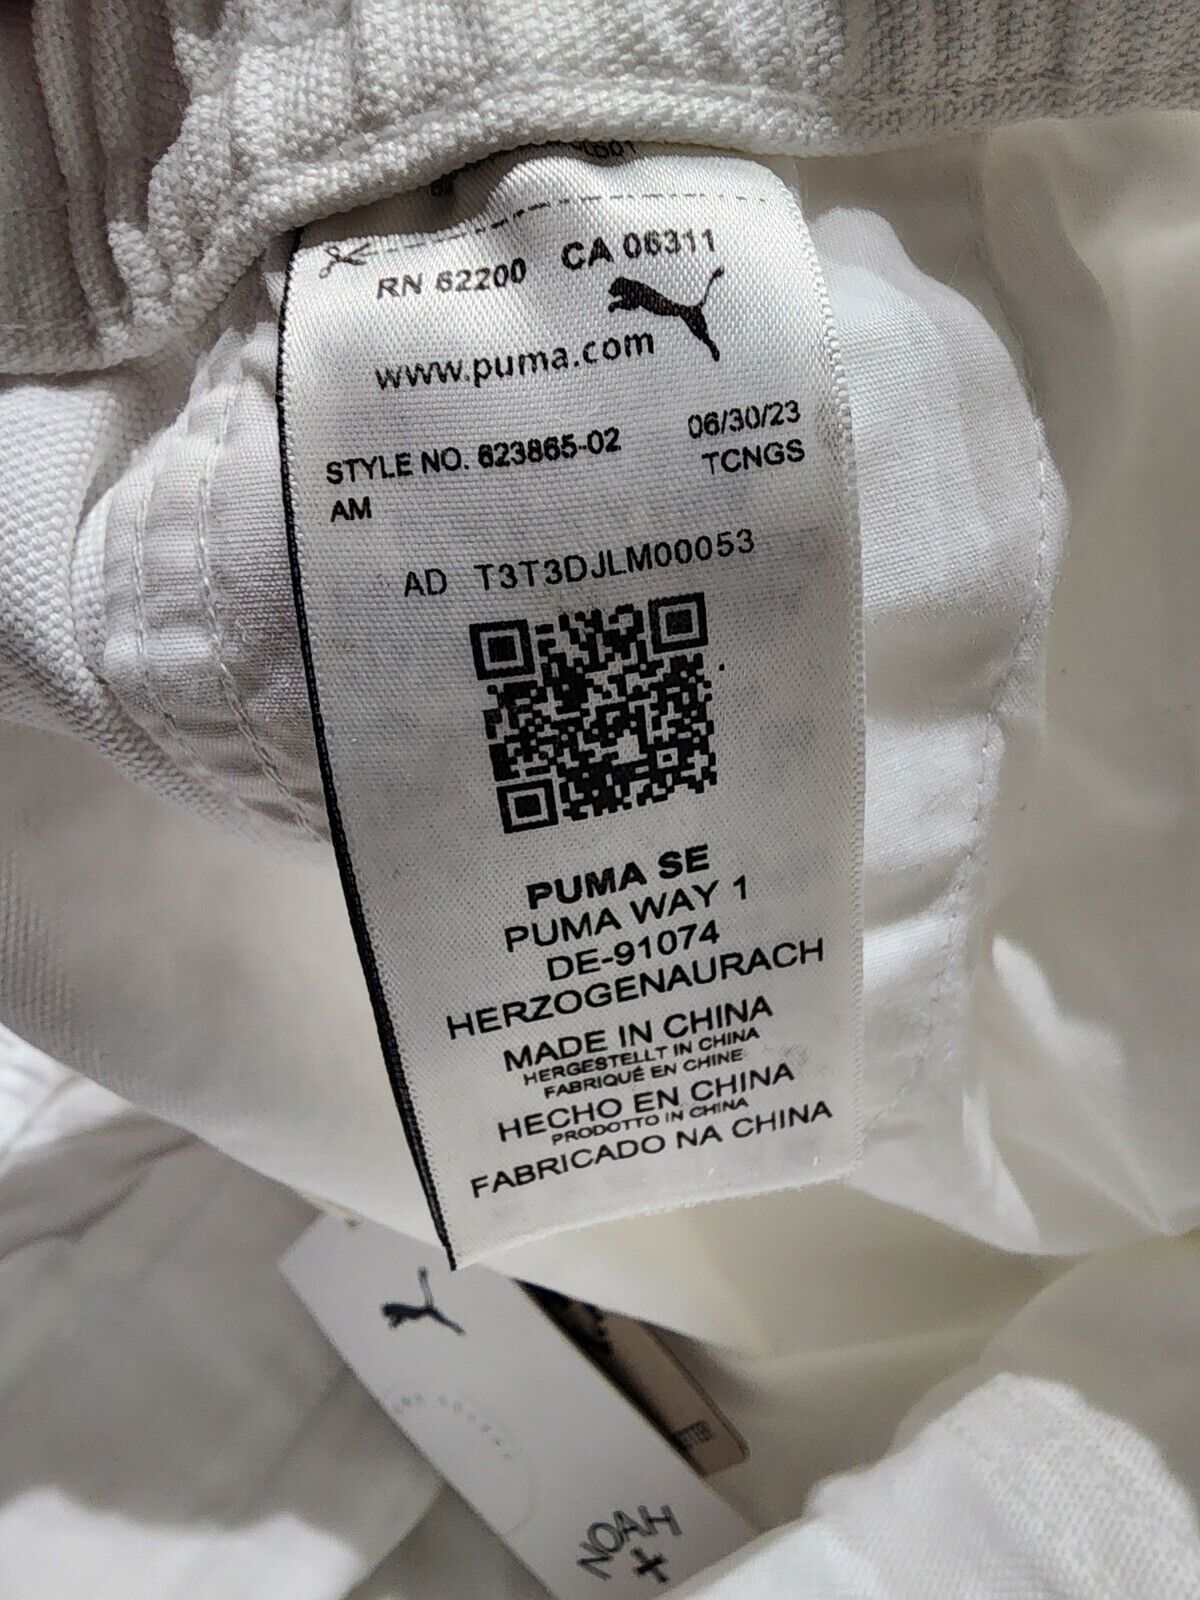 RN 62200 CA 06311
www.puma.com
STYLE NO. 623865-02 06/30/23
AM TCNGS
AD T3T3DJLM00053
PUMA SE
PUMA WAY 1
DE-91074
HERZOGENAURACH
MADE IN CHINA
HERGESTELLT IN CHINA
FABRIQUÉ EN CHINE
HECHO EN CHINA
PRODOTTO IN CHINA
FABRICADO NA CHINA
NOAH
+